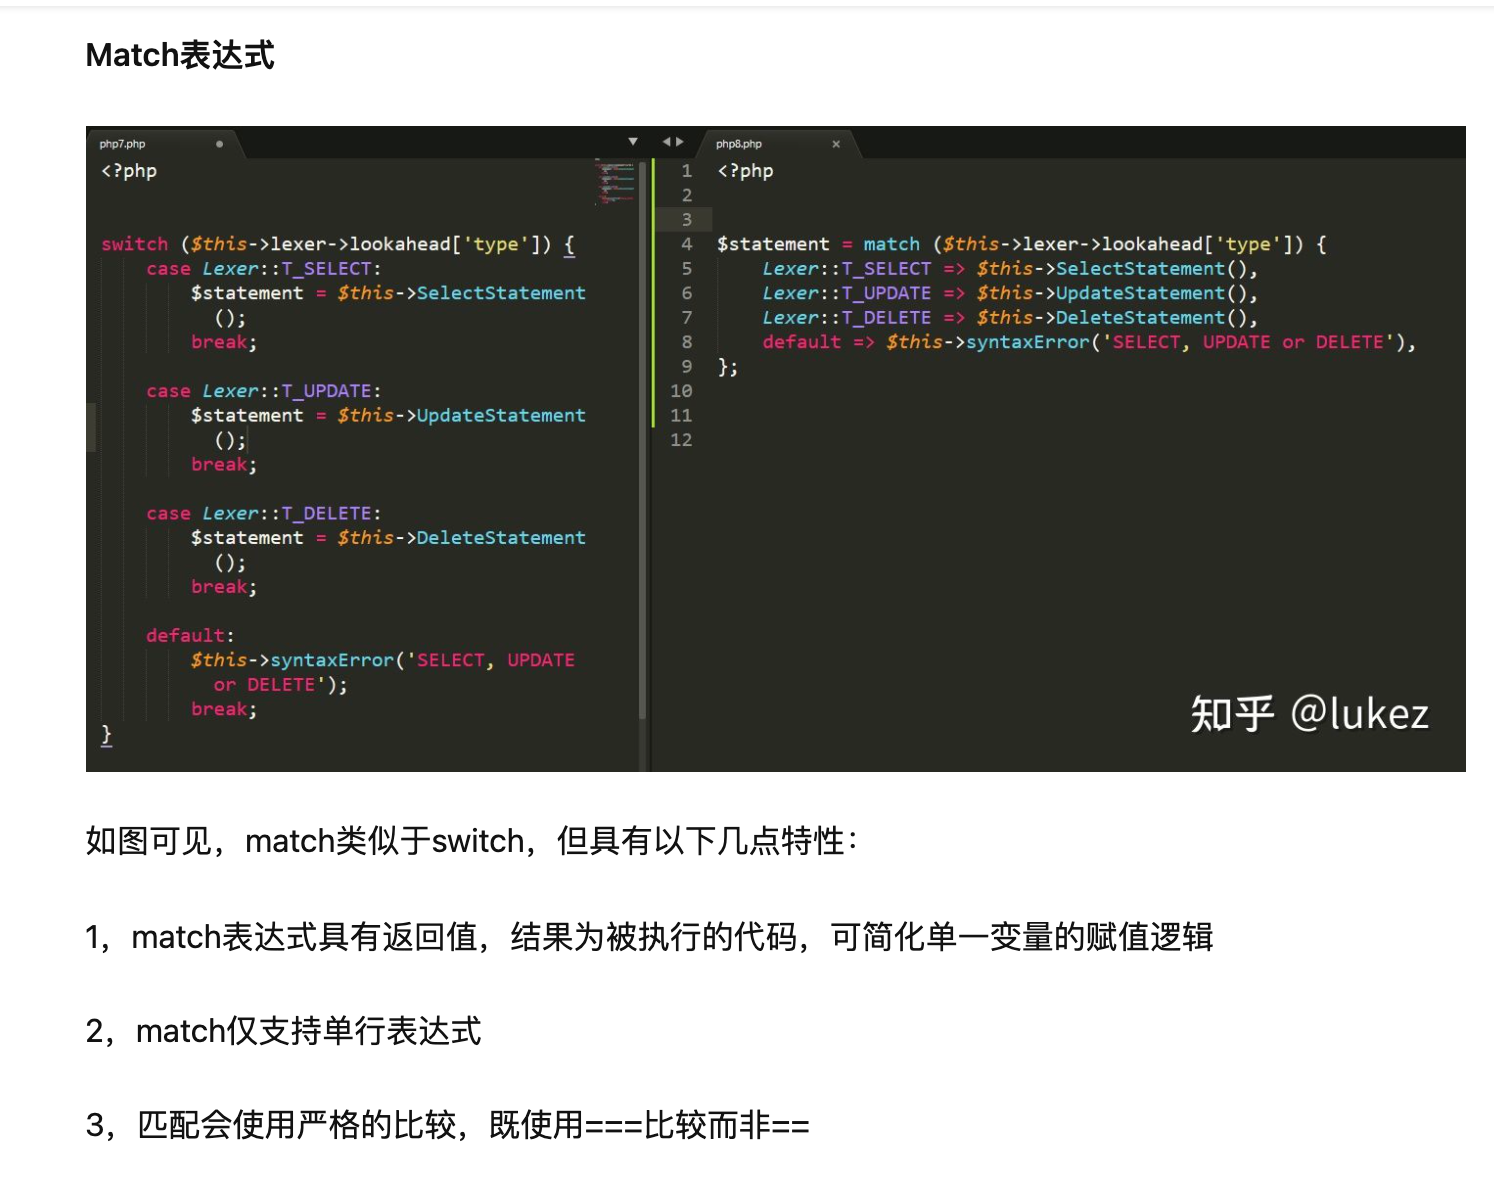 Match表达式
php7.php
<?php
switch ($this->lexer->lookahead['type']) {
case Lexer::T_SELECT:
$statement = $this->SelectStatement
();
break;
case Lexer::T_UPDATE:
$statement = $this->UpdateStatement
();
break;
case Lexer::T_DELETE:
$statement = $this->DeleteStatement
();
break;
default:
$this->syntaxError('SELECT, UPDATE
or DELETE');
break;
}
php8.php
1 <?php
2
3
4 $statement = match ($this->lexer->lookahead['type']) {
5 Lexer::T_SELECT => $this->SelectStatement(),
6 Lexer::T_UPDATE => $this->UpdateStatement(),
7 Lexer::T_DELETE => $this->DeleteStatement(),
8 default => $this->syntaxError('SELECT, UPDATE or DELETE'),
9 };
10
11
12
知乎 @lukez
如图可见，match类似于switch，但具有以下几点特性：
1，match表达式具有返回值，结果为被执行的代码，可简化单一变量的赋值逻辑
2，match仅支持单行表达式
3，匹配会使用严格的比较，既使用===比较而非==